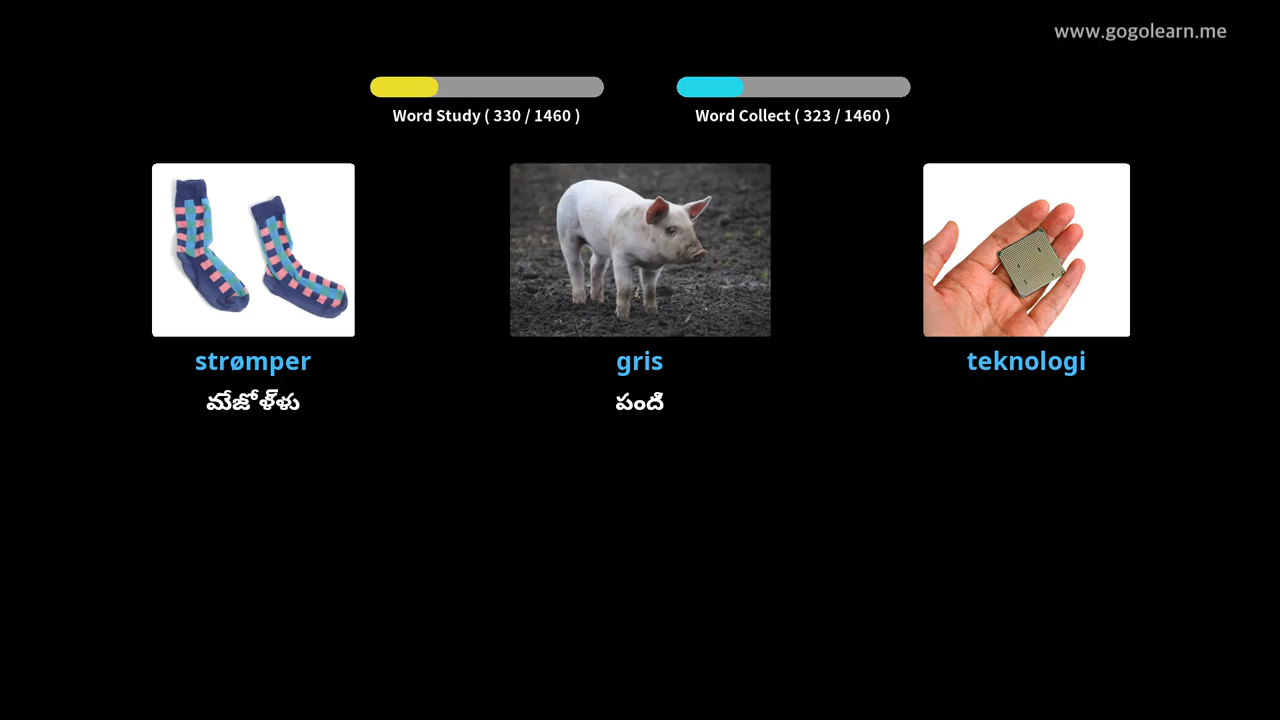 www.gogolearn.me
Word Study ( 330 / 1460 )
Word Collect ( 323 / 1460 )
strømper
gris
teknologi
మేజోళ్ళు
పంది